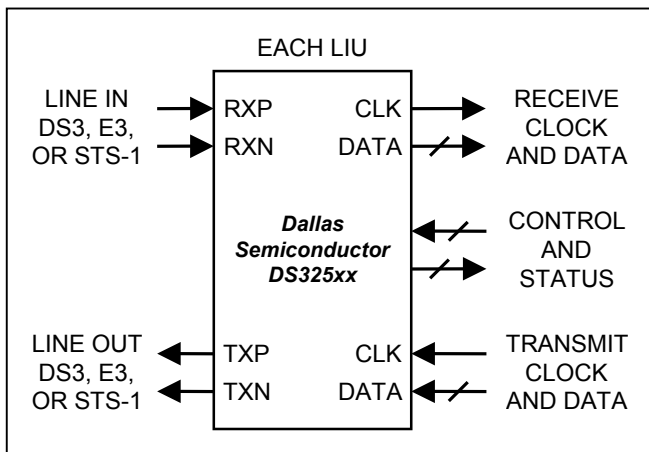 EACH LIU
LINE IN
DS3, E3,
OR STS-1
RXP
RXN
CLK
DATA
RECEIVE
CLOCK
AND DATA
Dallas
Semiconductor
DS325xx
CONTROL
AND
STATUS
LINE OUT
DS3, E3,
OR STS-1
TXP
TXN
CLK
DATA
TRANSMIT
CLOCK
AND DATA